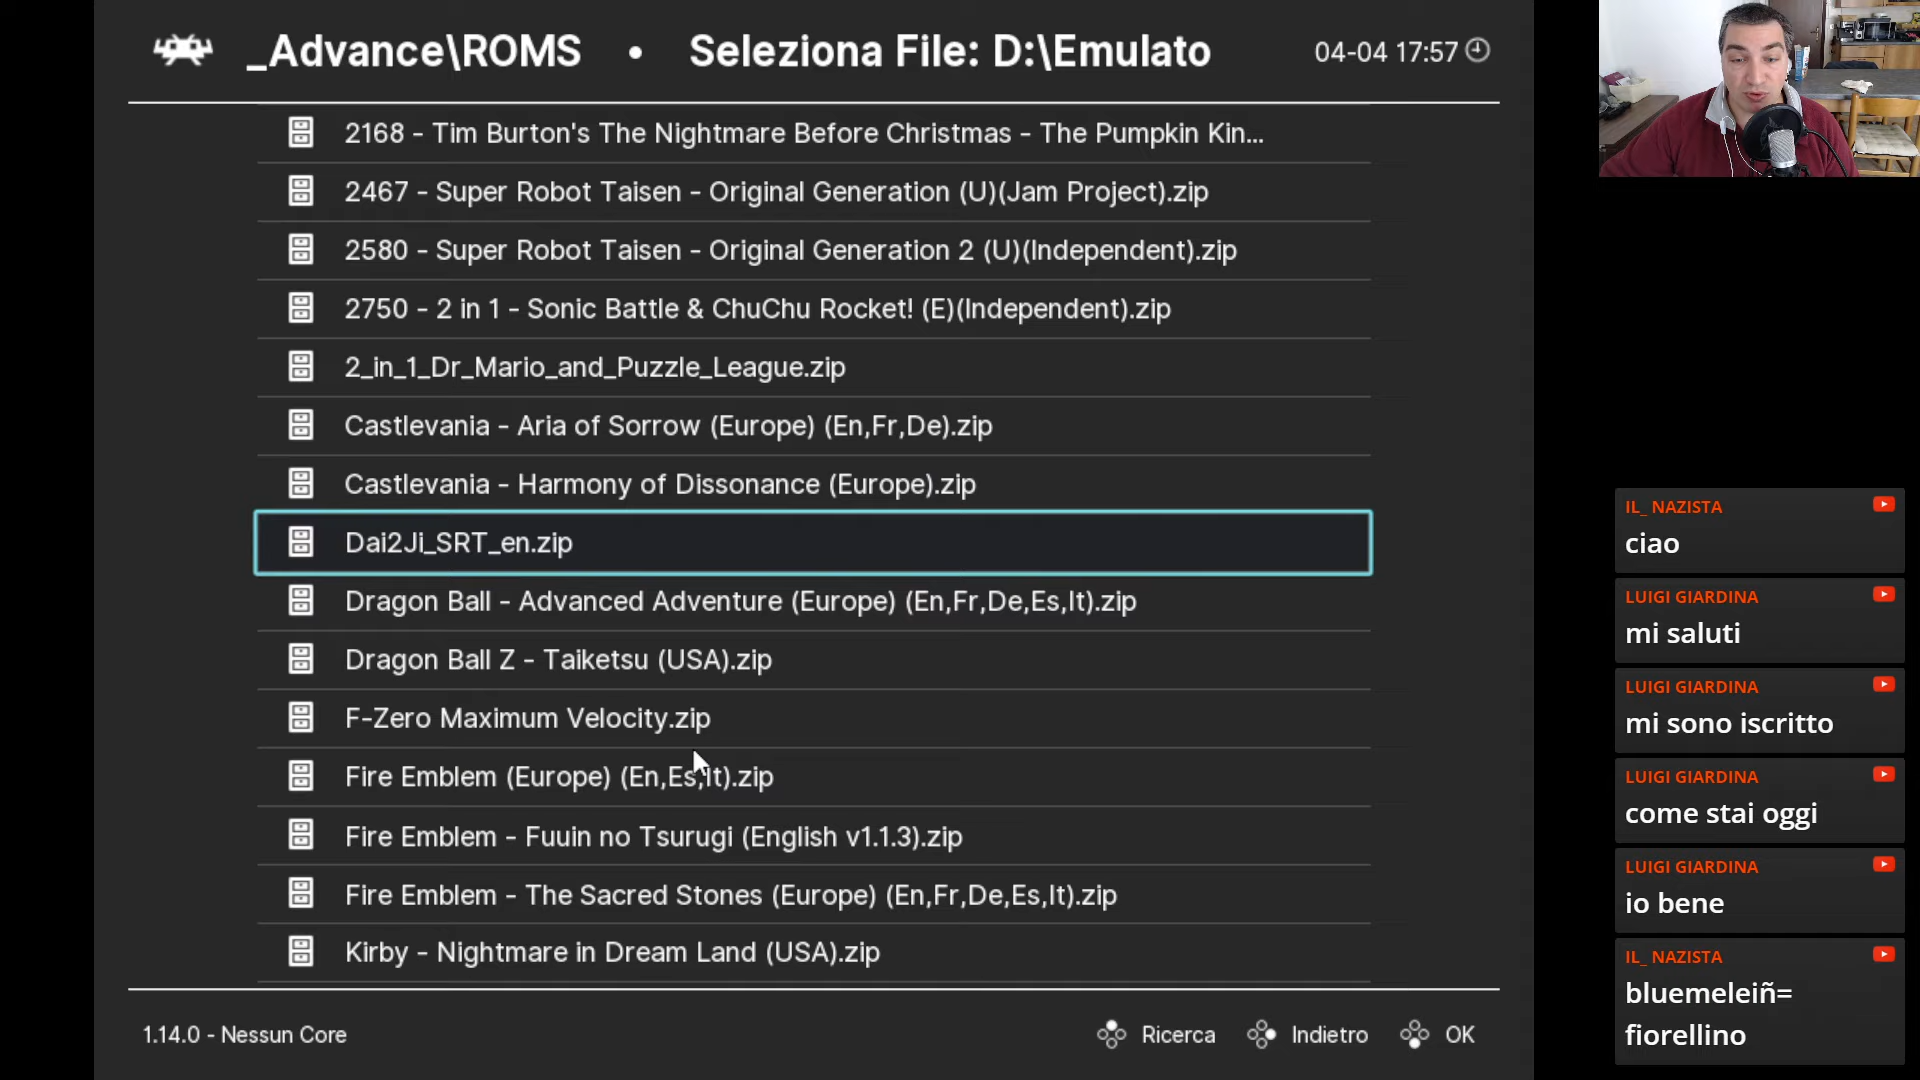 _Advance\ROMS • Seleziona File: D:\Emulato
04-04 17:57
2168 - Tim Burton's The Nightmare Before Christmas - The Pumpkin Kin...
2467 - Super Robot Taisen - Original Generation (U)(Jam Project).zip
2580 - Super Robot Taisen - Original Generation 2 (U)(Independent).zip
2750 - 2 in 1 - Sonic Battle & ChuChu Rocket! (E)(Independent).zip
2_in_1_Dr_Mario_and_Puzzle_League.zip
Castlevania - Aria of Sorrow (Europe) (En,Fr,De).zip
Castlevania - Harmony of Dissonance (Europe).zip
Dai2Ji_SRT_en.zip
Dragon Ball - Advanced Adventure (Europe) (En,Fr,De,Es,It).zip
Dragon Ball Z - Taiketsu (USA).zip
F-Zero Maximum Velocity.zip
Fire Emblem (Europe) (En,Es,It).zip
Fire Emblem - Fuuin no Tsurugi (English v1.1.3).zip
Fire Emblem - The Sacred Stones (Europe) (En,Fr,De,Es,It).zip
Kirby - Nightmare in Dream Land (USA).zip
1.14.0 - Nessun Core
Ricerca
Indietro
OK
IL_ NAZISTA
ciao
LUIGI GIARDINA
mi saluti
LUIGI GIARDINA
mi sono iscritto
LUIGI GIARDINA
come stai oggi
LUIGI GIARDINA
io bene
IL_ NAZISTA
bluemeleiñ=
fiorellino